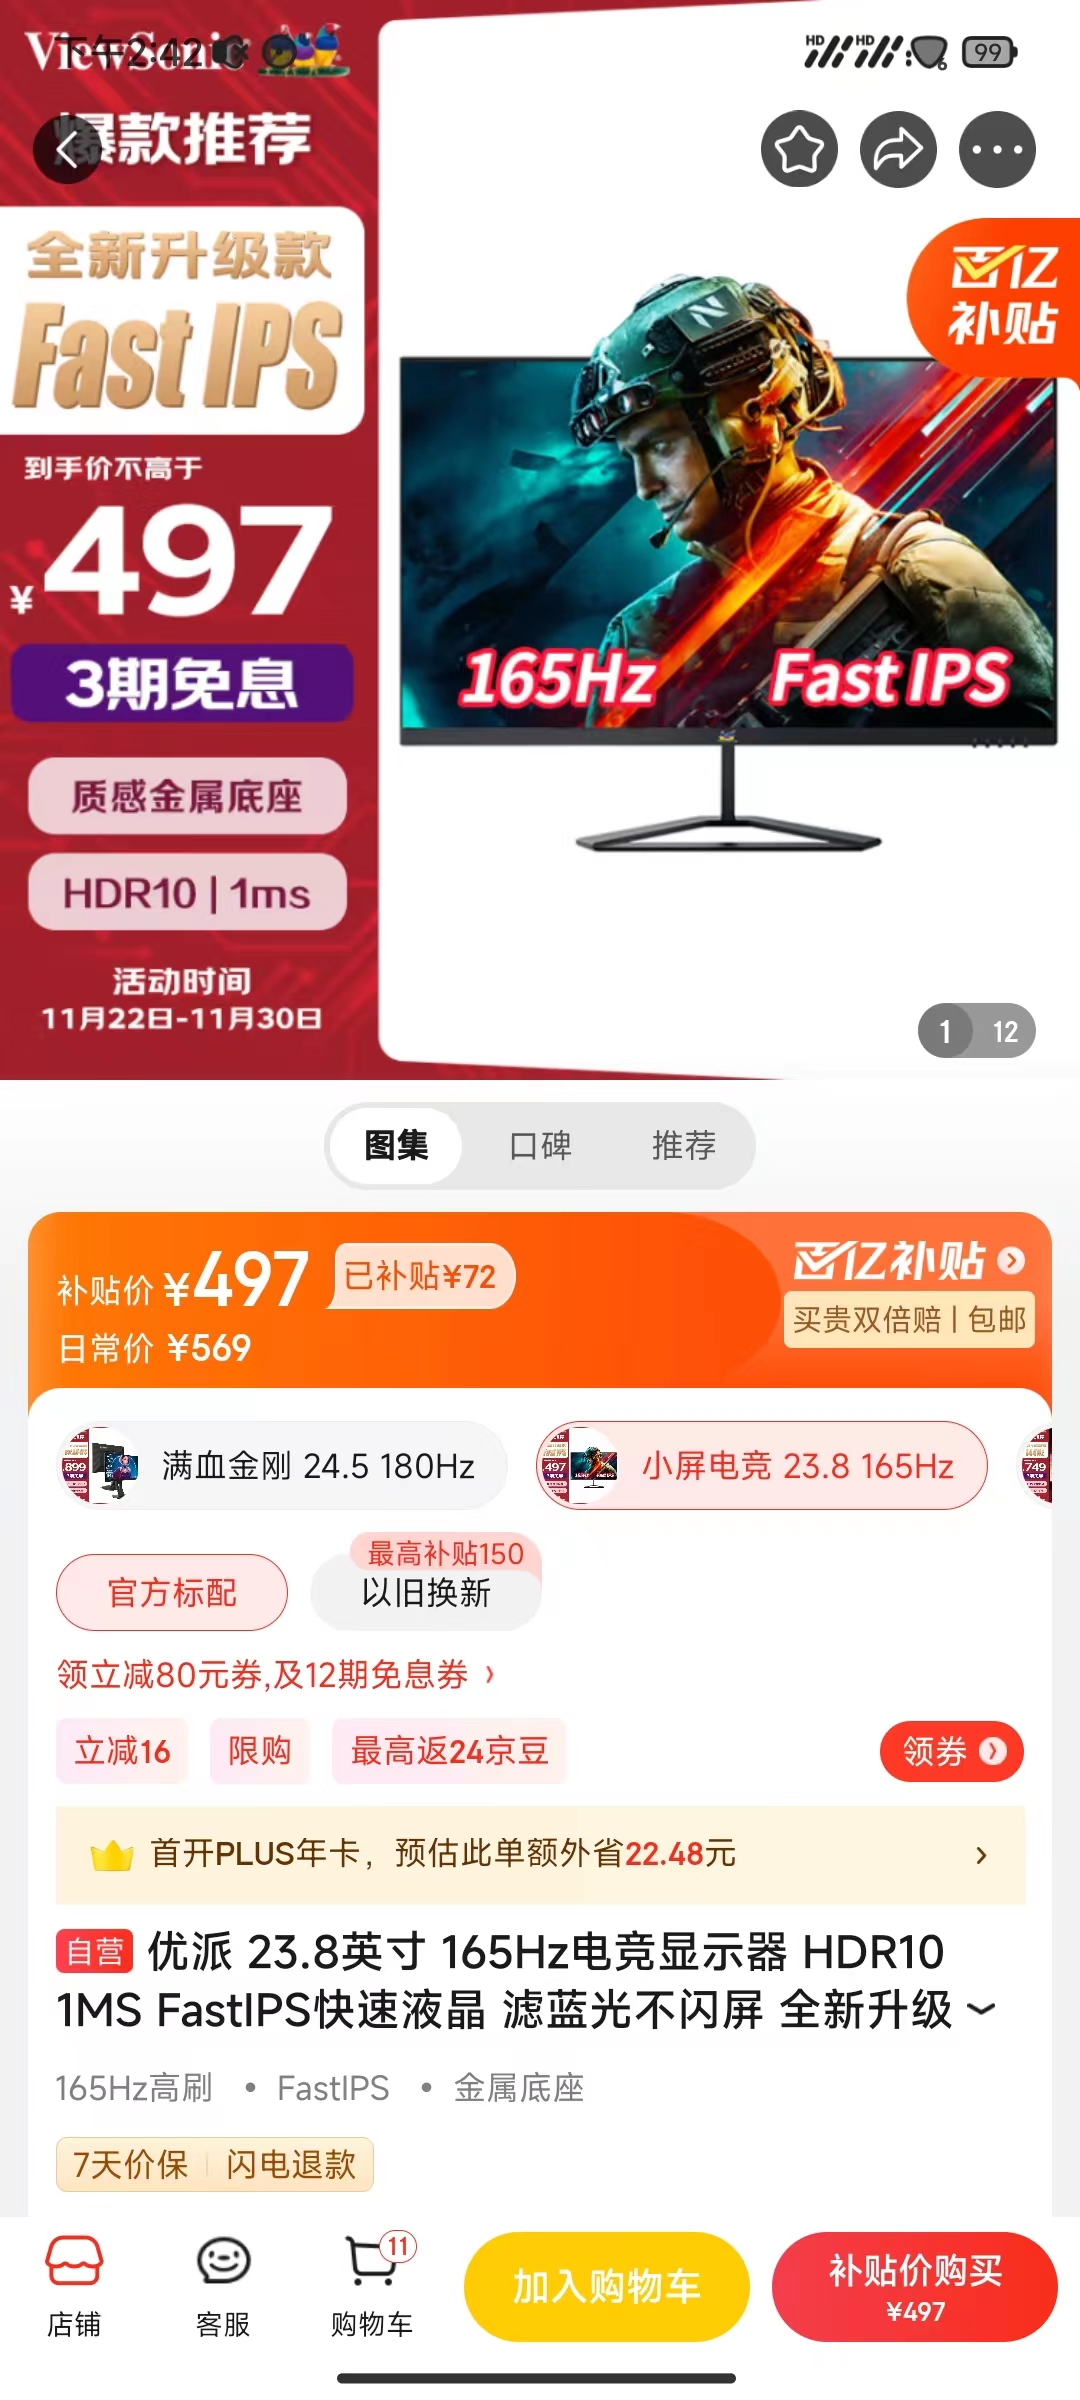 ViewSonic
下午2:42
HD HD 99
爆款推荐
全新升级款
Fast IPS
到手价不高于
¥497
3期免息
质感金属底座
HDR10 | 1ms
活动时间
11月22日-11月30日
百亿
补贴
165Hz Fast IPS
1 12
图集 口碑 推荐
补贴价 ¥497 已补贴¥72
日常价 ¥569
百亿补贴
买贵双倍赔 | 包邮
899 满血金刚 24.5 180Hz
497 小屏电竞 23.8 165Hz
749
最高补贴150
官方标配 以旧换新
领立减80元券,及12期免息券
立减16 限购 最高返24京豆 领券
首开PLUS年卡，预估此单额外省22.48元
自营 优派 23.8英寸 165Hz电竞显示器 HDR10
1MS FastIPS快速液晶 滤蓝光不闪屏 全新升级
165Hz高刷 • FastIPS • 金属底座
7天价保 闪电退款
11
店铺 客服 购物车
加入购物车
补贴价购买
¥497